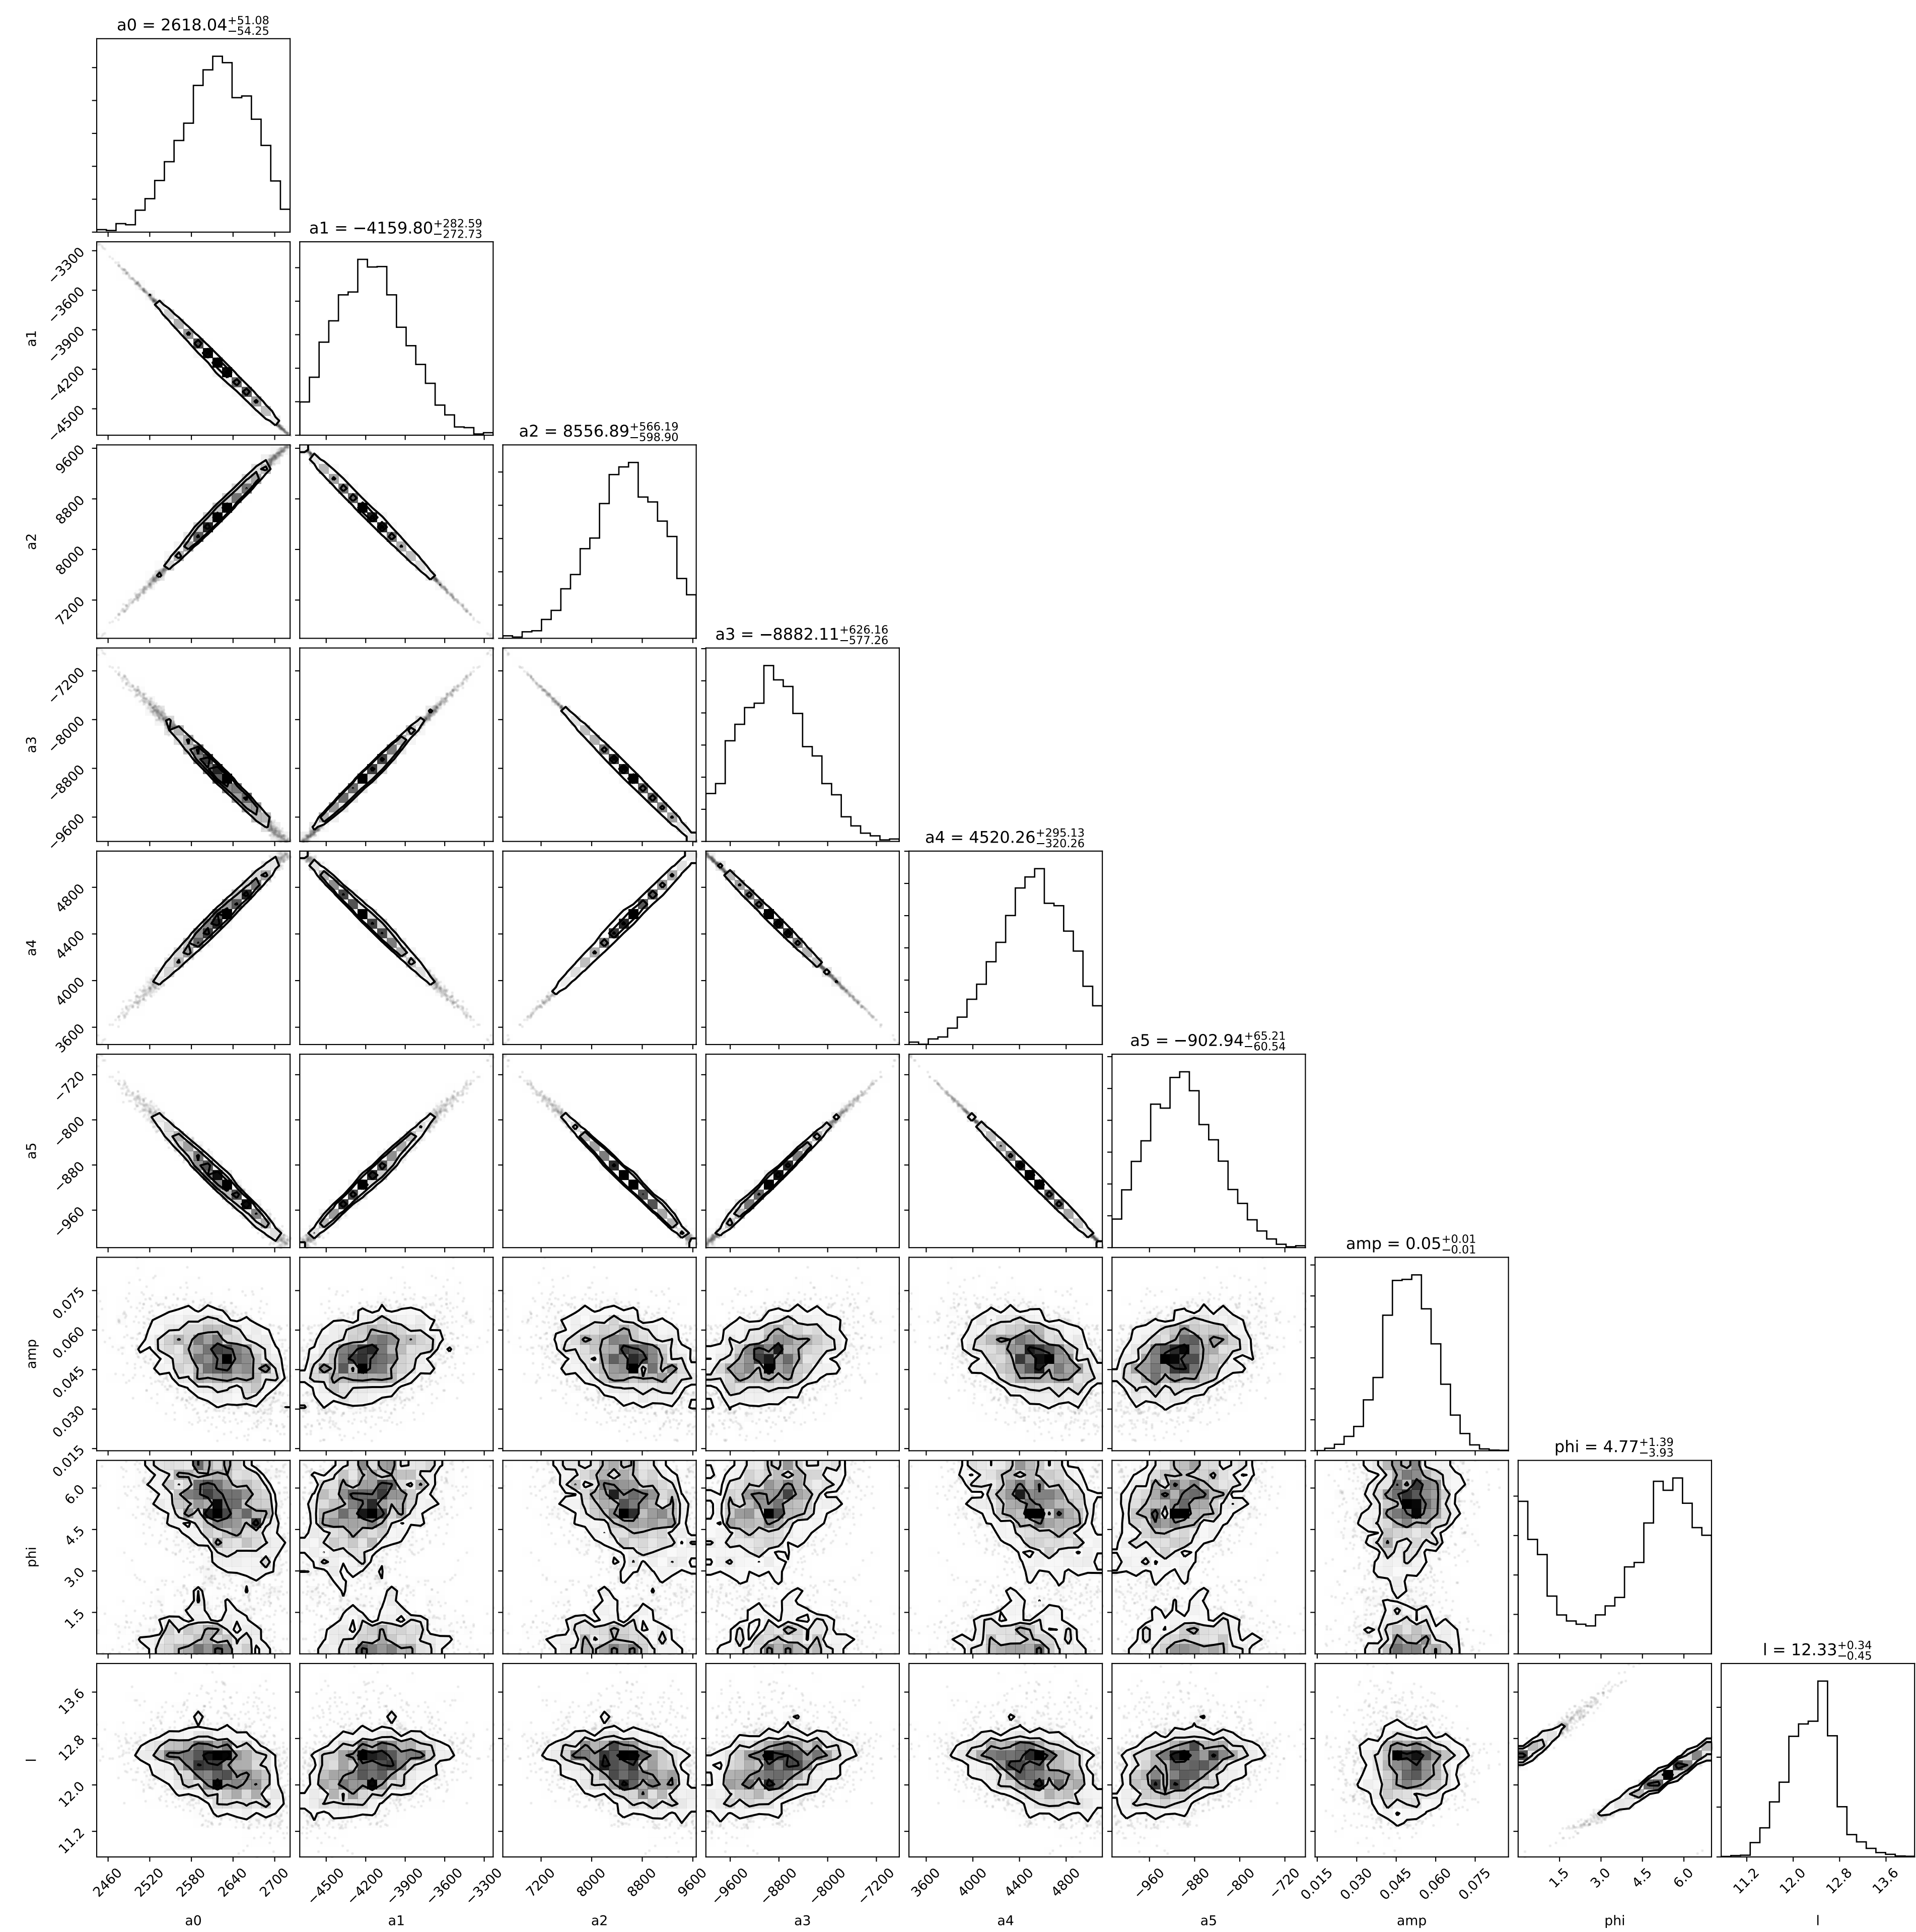 a0 = 2618.04+51.08 −54.25
a1 = −4159.80+282.59 −272.73
−3300
−3600
−3900
−4200
−4500
a1
a2 = 8556.89+566.19 −598.90
9600
8800
8000
7200
a2
a3 = −8882.11+626.16 −577.26
−7200
−8000
−8800
−9600
a3
a4 = 4520.26+295.13 −320.26
4800
4400
4000
3600
a4
a5 = −902.94+65.21 −60.54
−720
−800
−880
−960
a5
amp = 0.05+0.01 −0.01
0.075
0.060
0.045
0.030
0.015
amp
phi = 4.77+1.39 −3.93
6.0
4.5
3.0
1.5
phi
l = 12.33+0.34 −0.45
13.6
12.8
12.0
11.2
l
2460 2520 2580 2640 2700 −4500 −4200 −3900 −3600 −3300 7200 8000 8800 9600 −9600 −8800 −8000 −7200 3600 4000 4400 4800 −960 −880 −800 −720 0.015 0.030 0.045 0.060 0.075 1.5 3.0 4.5 6.0 11.2 12.0 12.8 13.6
a0 a1 a2 a3 a4 a5 amp phi l